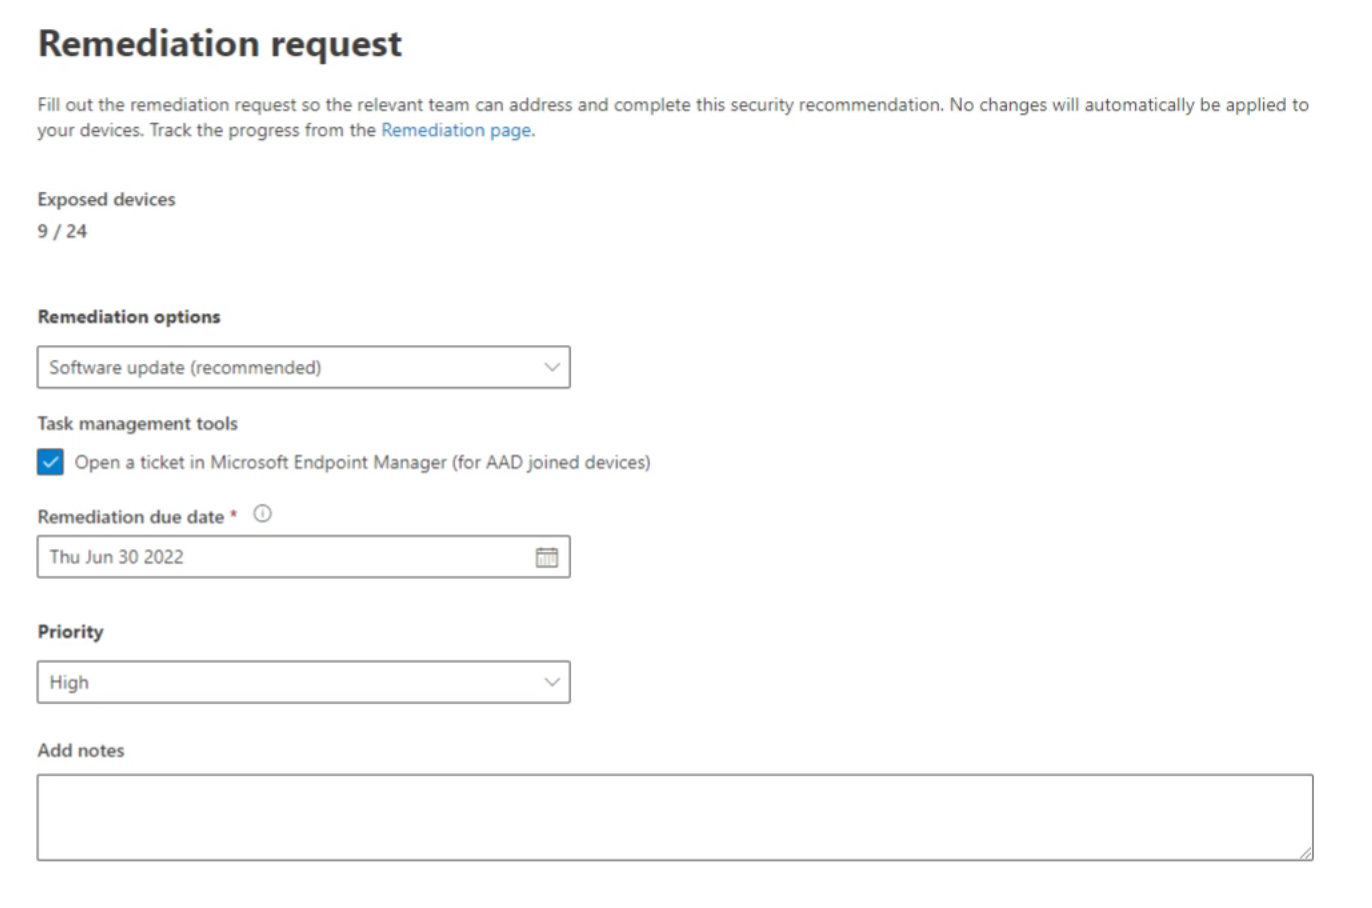 Remediation request
Fill out the remediation request so the relevant team can address and complete this security recommendation. No changes will automatically be applied to
your devices. Track the progress from the Remediation page.
Exposed devices
9 / 24
Remediation options
Software update (recommended)
Task management tools
Open a ticket in Microsoft Endpoint Manager (for AAD joined devices)
Remediation due date *
Thu Jun 30 2022
Priority
High
Add notes